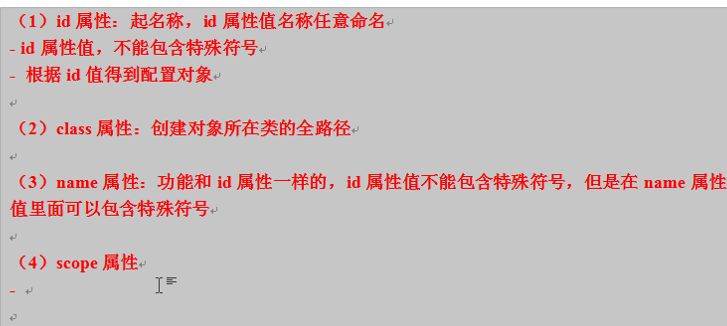 （1）id 属性：起名称，id 属性值名称任意命名
- id 属性值，不能包含特殊符号
- 根据 id 值得到配置对象
（2）class 属性：创建对象所在类的全路径
（3）name 属性：功能和 id 属性一样的，id 属性值不能包含特殊符号，但是在 name 属性
值里面可以包含特殊符号
（4）scope 属性
-